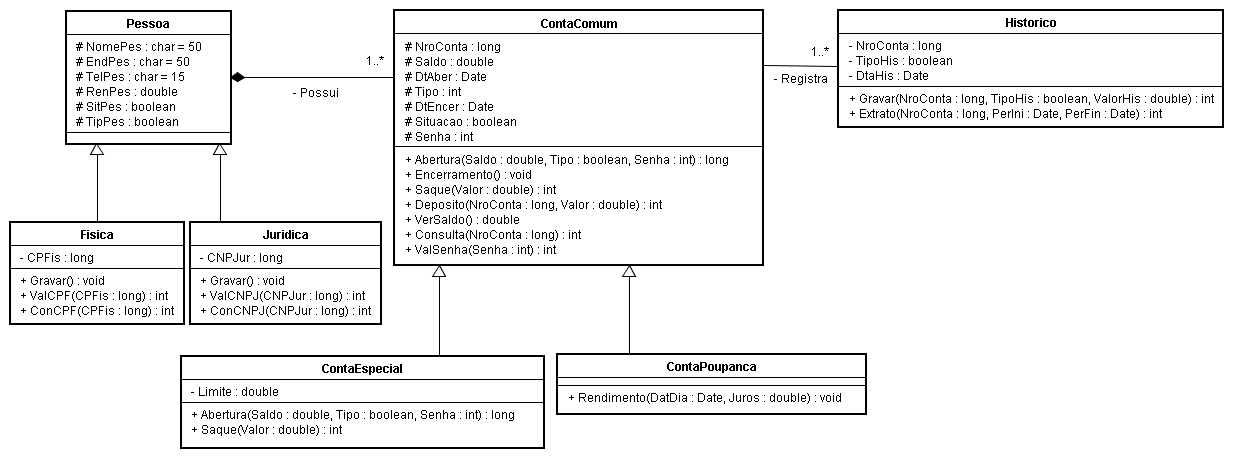 Pessoa
# NomePes : char = 50
# EndPes : char = 50
# TelPes : char = 15
# RenPes : double
# SitPes : boolean
# TipPes : boolean
1..*
- Possui
ContaComum
# NroConta : long
# Saldo : double
# DtAber : Date
# Tipo : int
# DtEncer : Date
# Situacao : boolean
# Senha : int
+ Abertura(Saldo : double, Tipo : boolean, Senha : int) : long
+ Encerramento() : void
+ Saque(Valor : double) : int
+ Deposito(NroConta : long, Valor : double) : int
+ VerSaldo() : double
+ Consulta(NroConta : long) : int
+ ValSenha(Senha : int) : int
1..*
- Registra
Historico
- NroConta : long
- TipoHis : boolean
- DtaHis : Date
+ Gravar(NroConta : long, TipoHis : boolean, ValorHis : double) : int
+ Extrato(NroConta : long, PerIni : Date, PerFin : Date) : int
Fisica
- CPFis : long
+ Gravar() : void
+ ValCPF(CPFis : long) : int
+ ConCPF(CPFis : long) : int
Juridica
- CNPJur : long
+ Gravar() : void
+ ValCNPJ(CNPJur : long) : int
+ ConCNPJ(CNPJur : long) : int
ContaEspecial
- Limite : double
+ Abertura(Saldo : double, Tipo : boolean, Senha : int) : long
+ Saque(Valor : double) : int
ContaPoupanca
+ Rendimento(DatDia : Date, Juros : double) : void